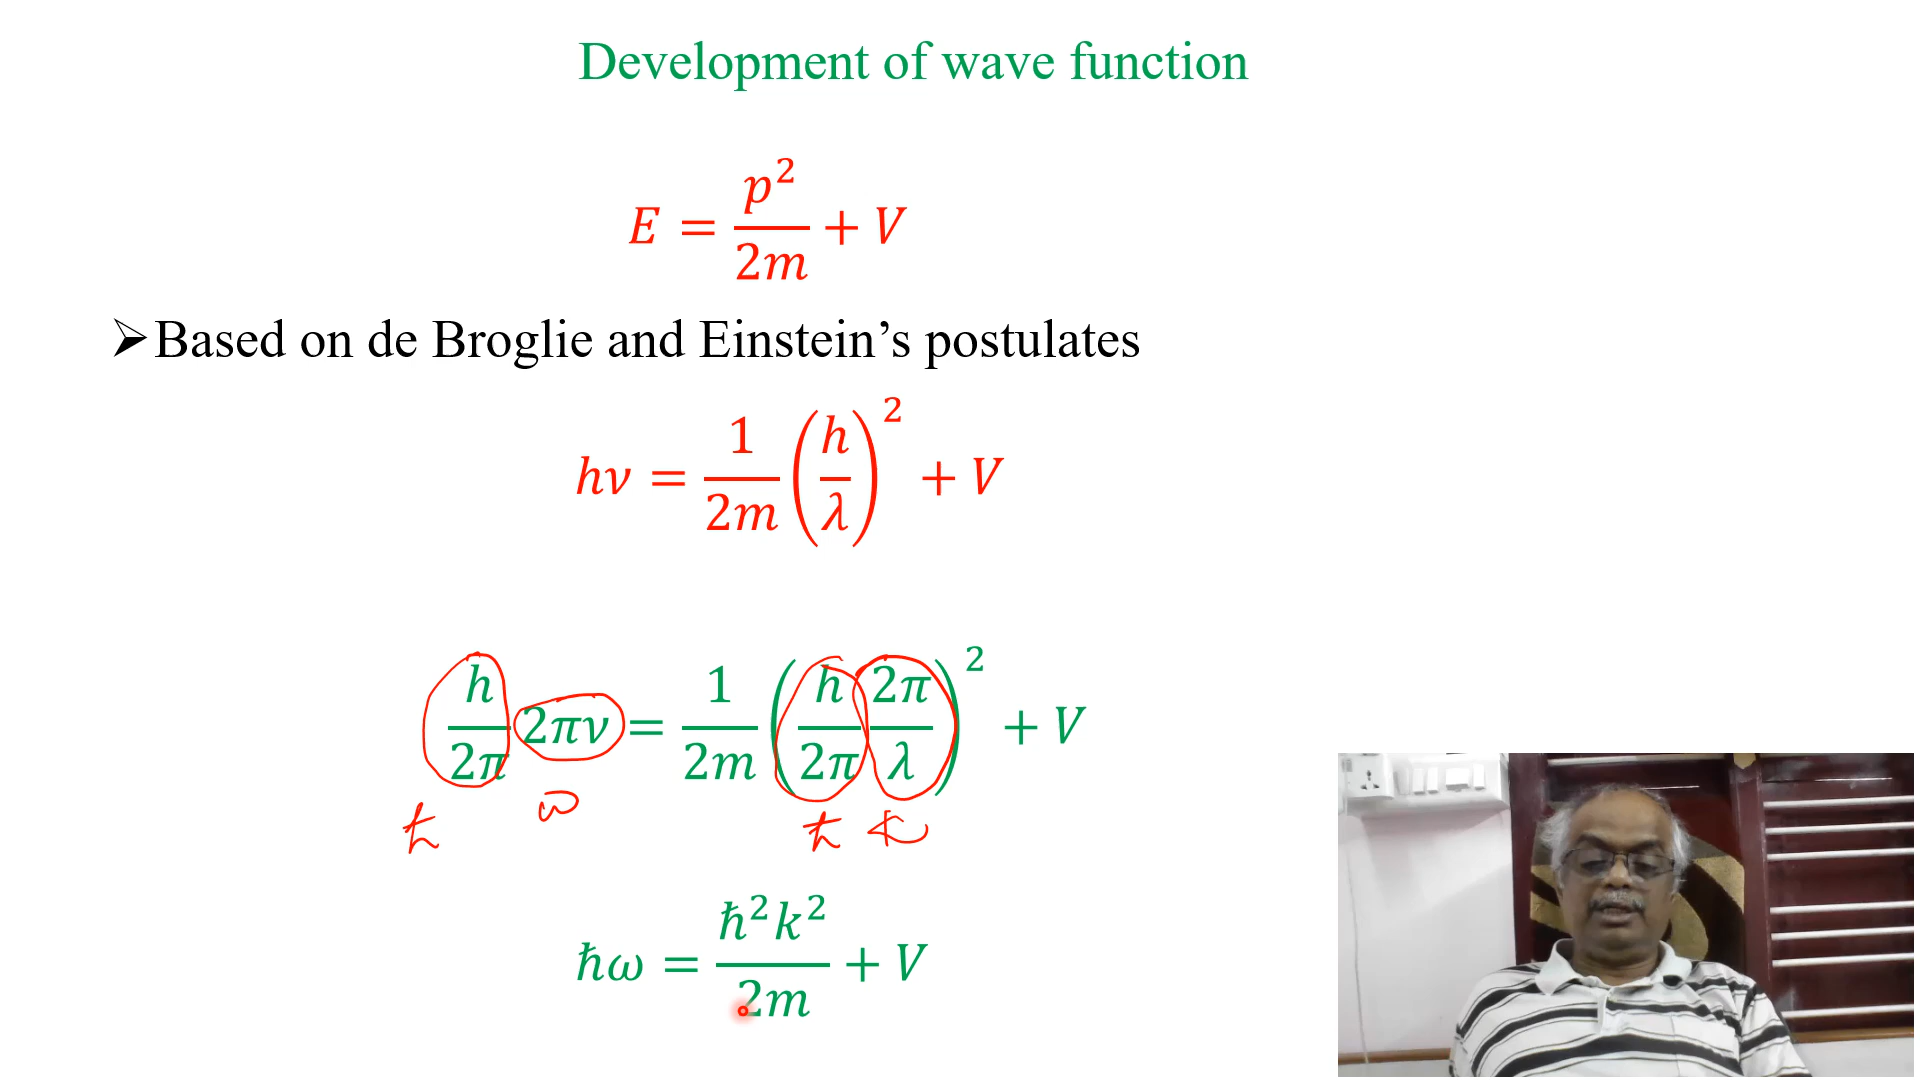 Development of wave function
E = p²/2m + V
➢Based on de Broglie and Einstein’s postulates
hν = 1/2m (h/λ)² + V
h/2π 2πν = 1/2m (h/2π 2π/λ)² + V
ħ ω ħ k
ħω = ħ²k²/2m + V